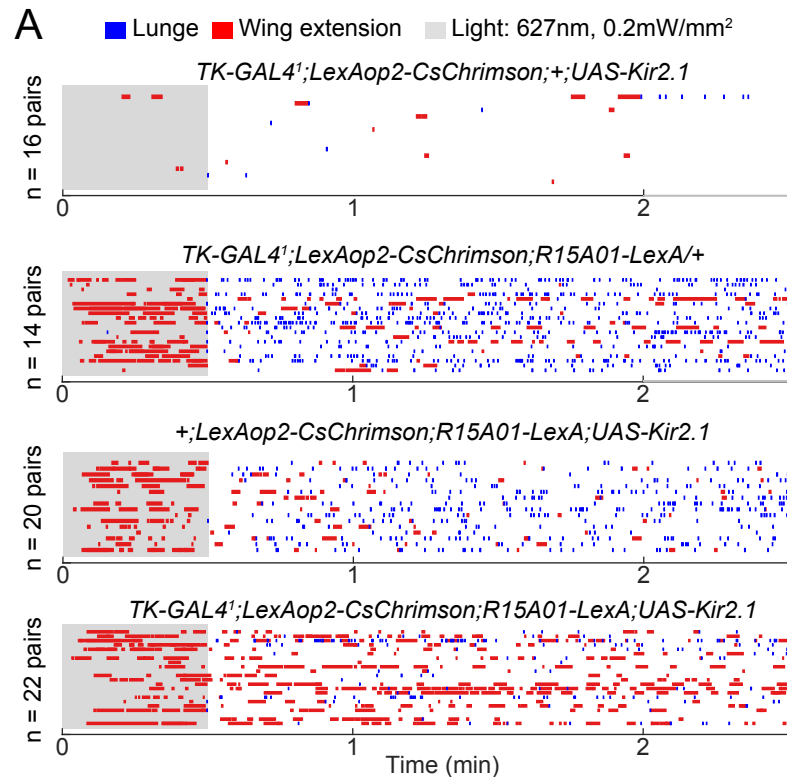 A
Lunge Wing extension Light: 627nm, 0.2mW/mm²
TK-GAL4¹;LexAop2-CsChrimson;+;UAS-Kir2.1
n = 16 pairs
0 1 2
TK-GAL4¹;LexAop2-CsChrimson;R15A01-LexA/+
n = 14 pairs
0 1 2
+;LexAop2-CsChrimson;R15A01-LexA;UAS-Kir2.1
n = 20 pairs
0 1 2
TK-GAL4¹;LexAop2-CsChrimson;R15A01-LexA;UAS-Kir2.1
n = 22 pairs
0 1 2
Time (min)